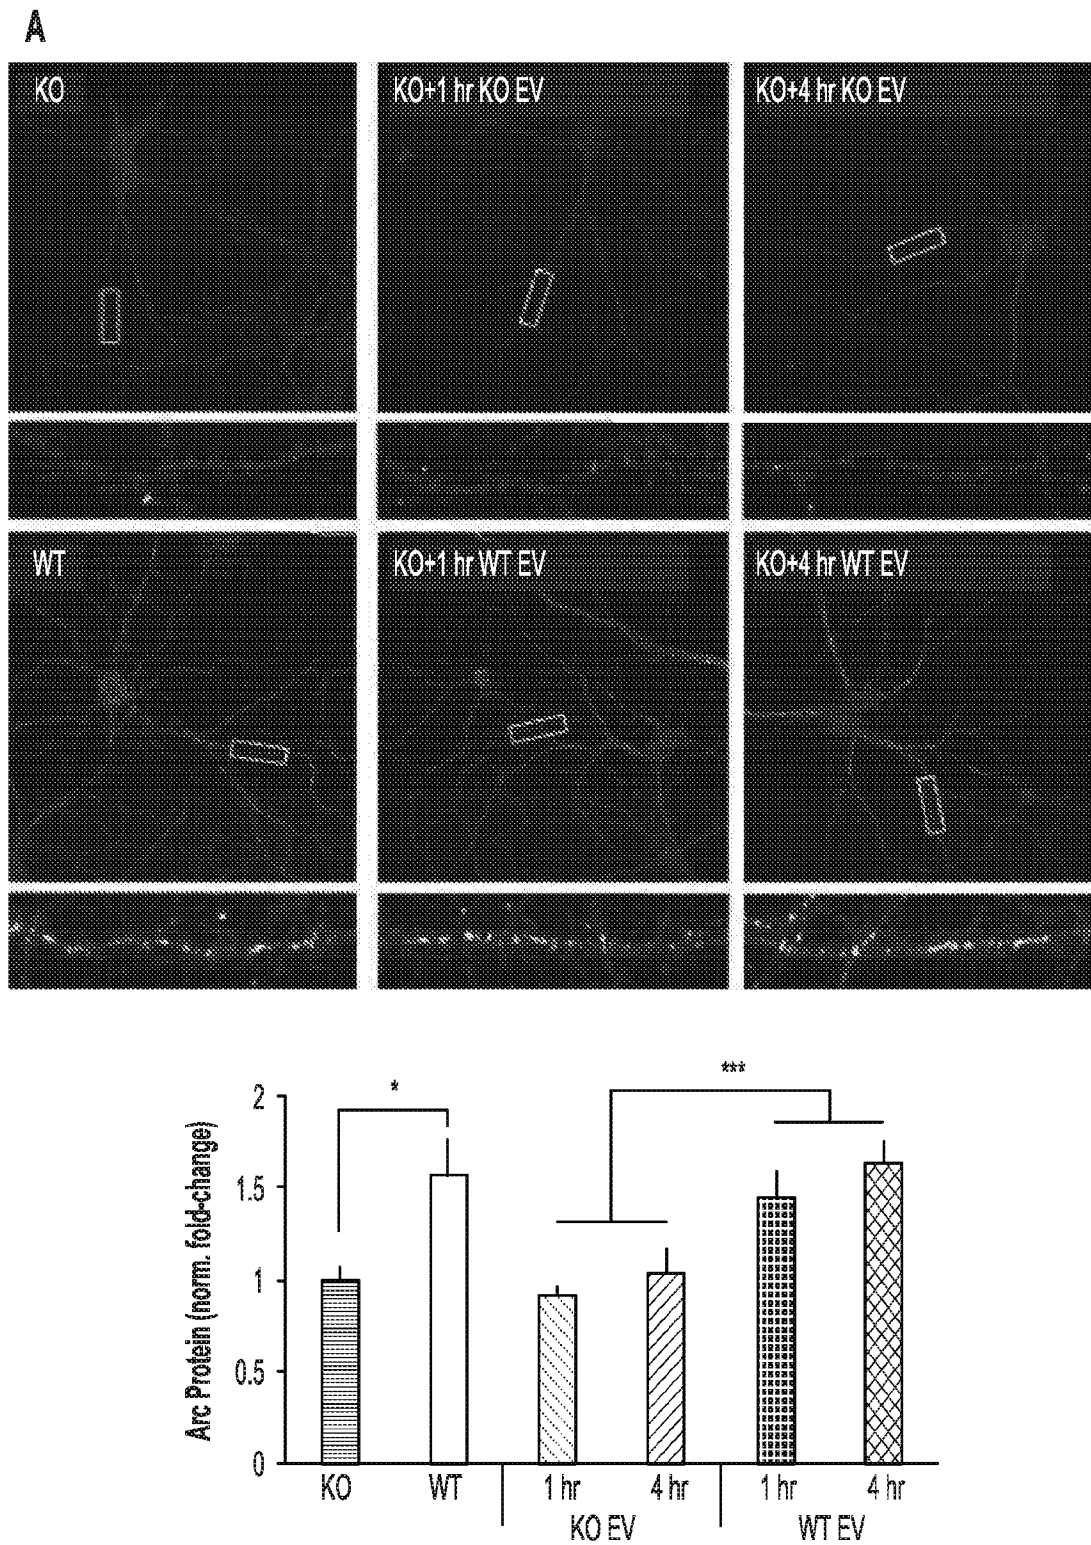 A
KO
KO+1 hr KO EV
KO+4 hr KO EV
WT
KO+1 hr WT EV
KO+4 hr WT EV
***
*
2
1.5
1
0.5
0
Arc Protein (norm. fold-change)
KO
WT
1 hr
4 hr
1 hr
4 hr
KO EV
WT EV